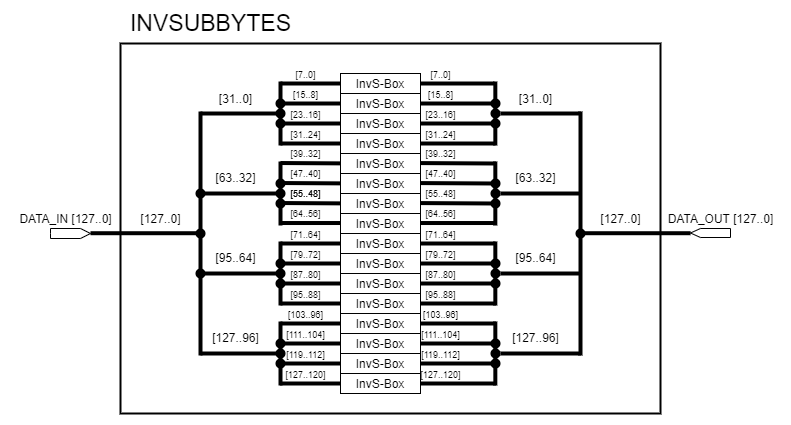 INVSUBBYTES
[7..0] InvS-Box [7..0]
[31..0] [15..8] InvS-Box [15..8] [31..0]
[23..16] InvS-Box [23..16]
[31..24] InvS-Box [31..24]
[39..32] InvS-Box [39..32]
[63..32] [47..40] InvS-Box [47..40] [63..32]
[55..48] InvS-Box [55..48]
[64..56] InvS-Box [64..56]
DATA_IN [127..0] [127..0] [127..0] DATA_OUT [127..0]
[71..64] InvS-Box [71..64]
[95..64] [79..72] InvS-Box [79..72] [95..64]
[87..80] InvS-Box [87..80]
[95..88] InvS-Box [95..88]
[103..96] InvS-Box [103..96]
[127..96] [111..104] InvS-Box [111..104] [127..96]
[119..112] InvS-Box [119..112]
[127..120] InvS-Box [127..120]